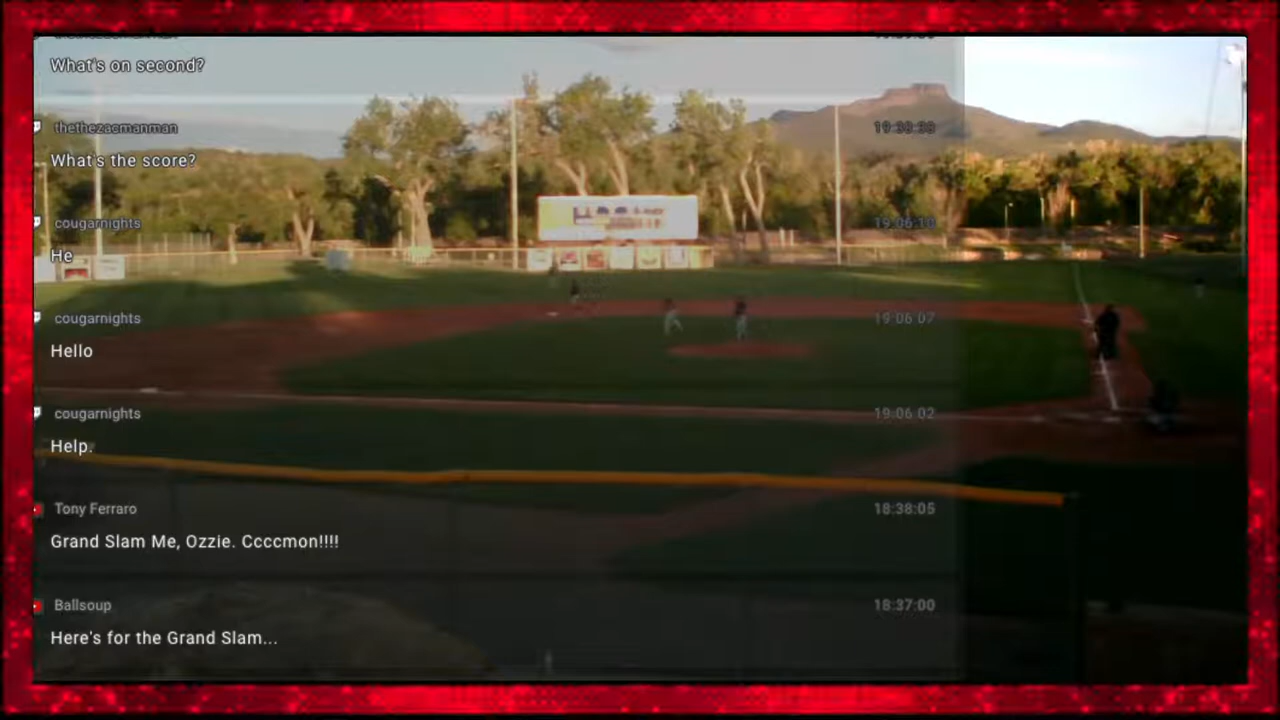 What's on second?
thethezacmanman 19:39:38
What's the score?
cougarnights 19:06:10
He
cougarnights 19:06:07
Hello
cougarnights 19:06:02
Help.
Tony Ferraro 18:38:05
Grand Slam Me, Ozzie. Ccccmon!!!!
Ballsoup 18:37:00
Here's for the Grand Slam...